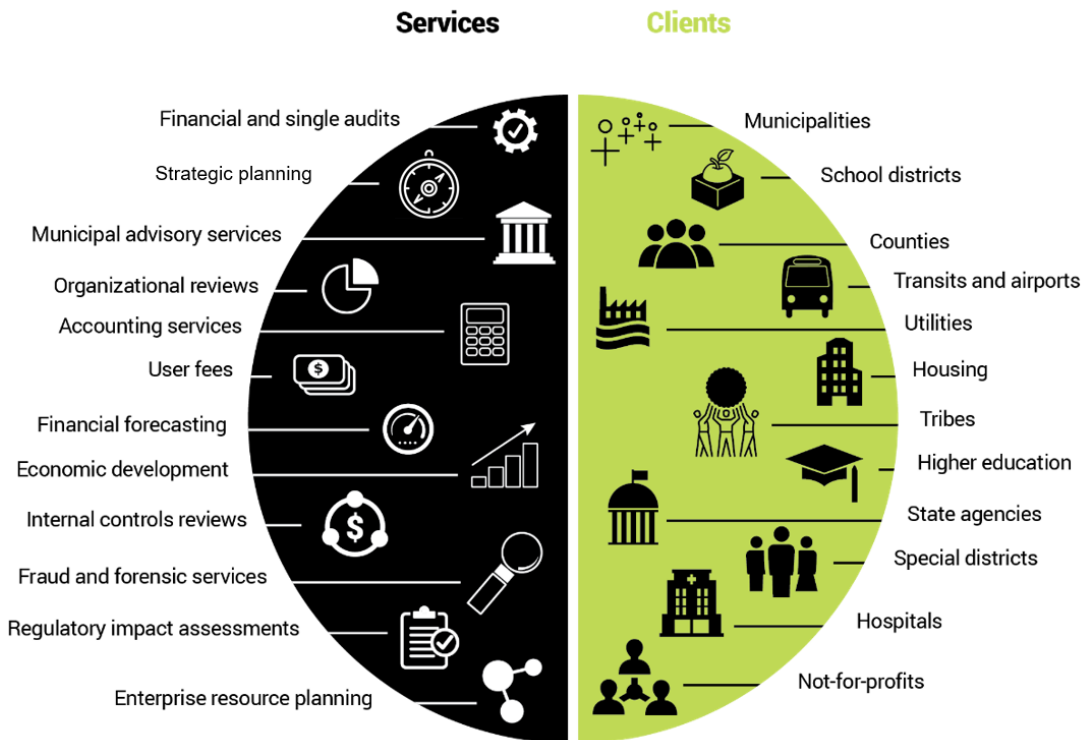 Services
Clients
Financial and single audits
Strategic planning
Municipal advisory services
Organizational reviews
Accounting services
User fees
$
Financial forecasting
Economic development
Internal controls reviews
$
Fraud and forensic services
Regulatory impact assessments
Enterprise resource planning
Municipalities
School districts
Counties
Transits and airports
Utilities
Housing
Tribes
Higher education
State agencies
Special districts
Hospitals
Not-for-profits